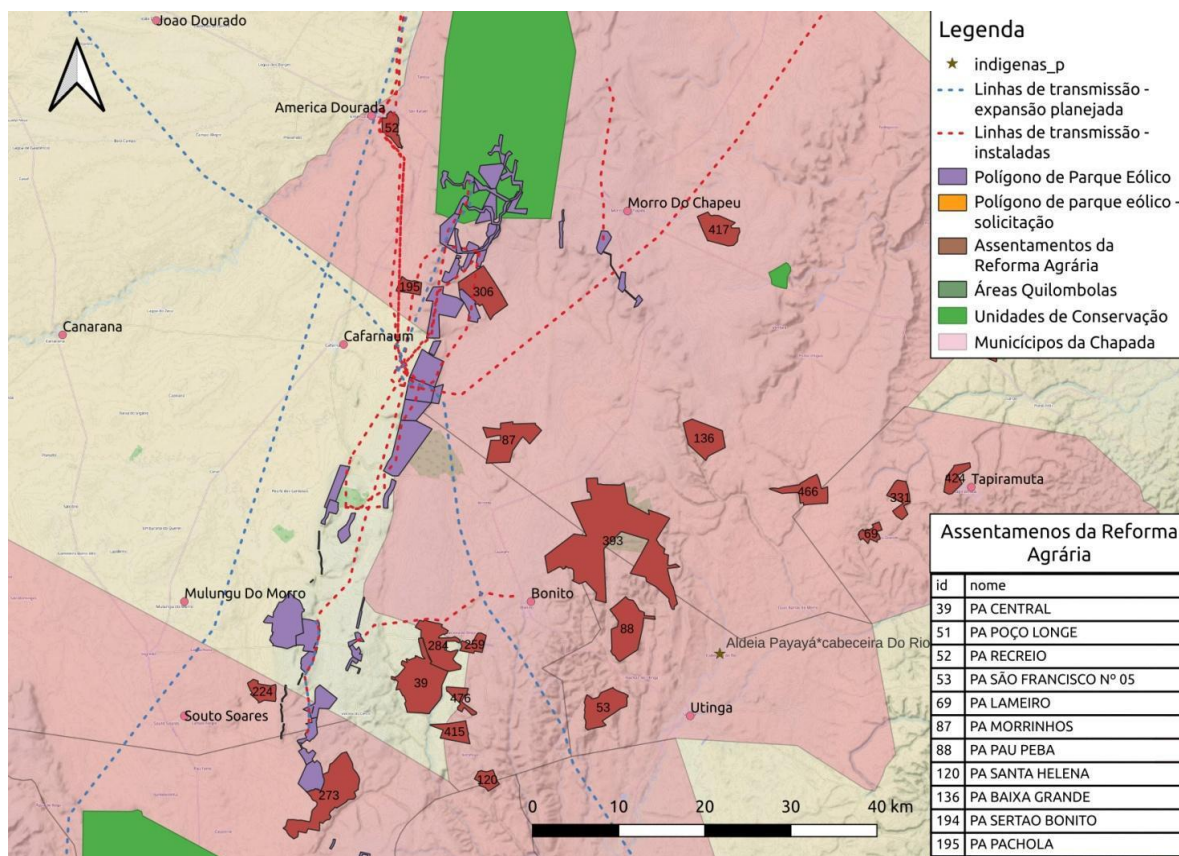 Joao Dourado
America Dourada
52
Morro Do Chapeu
417
195
306
Canarana
Cafarnaum
87
136
466
424
Tapiramuta
331
69
393
Mulungu Do Morro
Bonito
88
284
259
Aldeia Payayá*cabeceira Do Rio
39
476
224
53
Souto Soares
Utinga
415
120
273
0 10 20 30 40 km
Legenda
indigenas_p
Linhas de transmissão -
expansão planejada
Linhas de transmissão -
instaladas
Polígono de Parque Eólico
Polígono de parque eólico -
solicitação
Assentamentos da
Reforma Agrária
Áreas Quilombolas
Unidades de Conservação
Municícipos da Chapada
Assentamenos da Reforma
Agrária
id nome
39 PA CENTRAL
51 PA POÇO LONGE
52 PA RECREIO
53 PA SÃO FRANCISCO Nº 05
69 PA LAMEIRO
87 PA MORRINHOS
88 PA PAU PEBA
120 PA SANTA HELENA
136 PA BAIXA GRANDE
194 PA SERTAO BONITO
195 PA PACHOLA